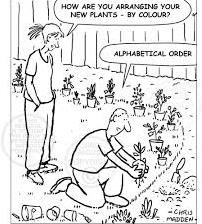 HOW ARE YOU ARRANGING YOUR
NEW PLANTS - BY COLOUR?
ALPHABETICAL ORDER
CHRIS
MADDEN